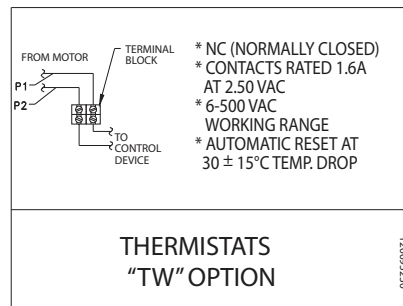 FROM MOTOR
TERMINAL
BLOCK
P1
P2
TO
CONTROL
DEVICE
* NC (NORMALLY CLOSED)
* CONTACTS RATED 1.6A
AT 2.50 VAC
* 6-500 VAC
WORKING RANGE
* AUTOMATIC RESET AT
30 ± 15°C TEMP. DROP
THERMISTATS
"TW" OPTION